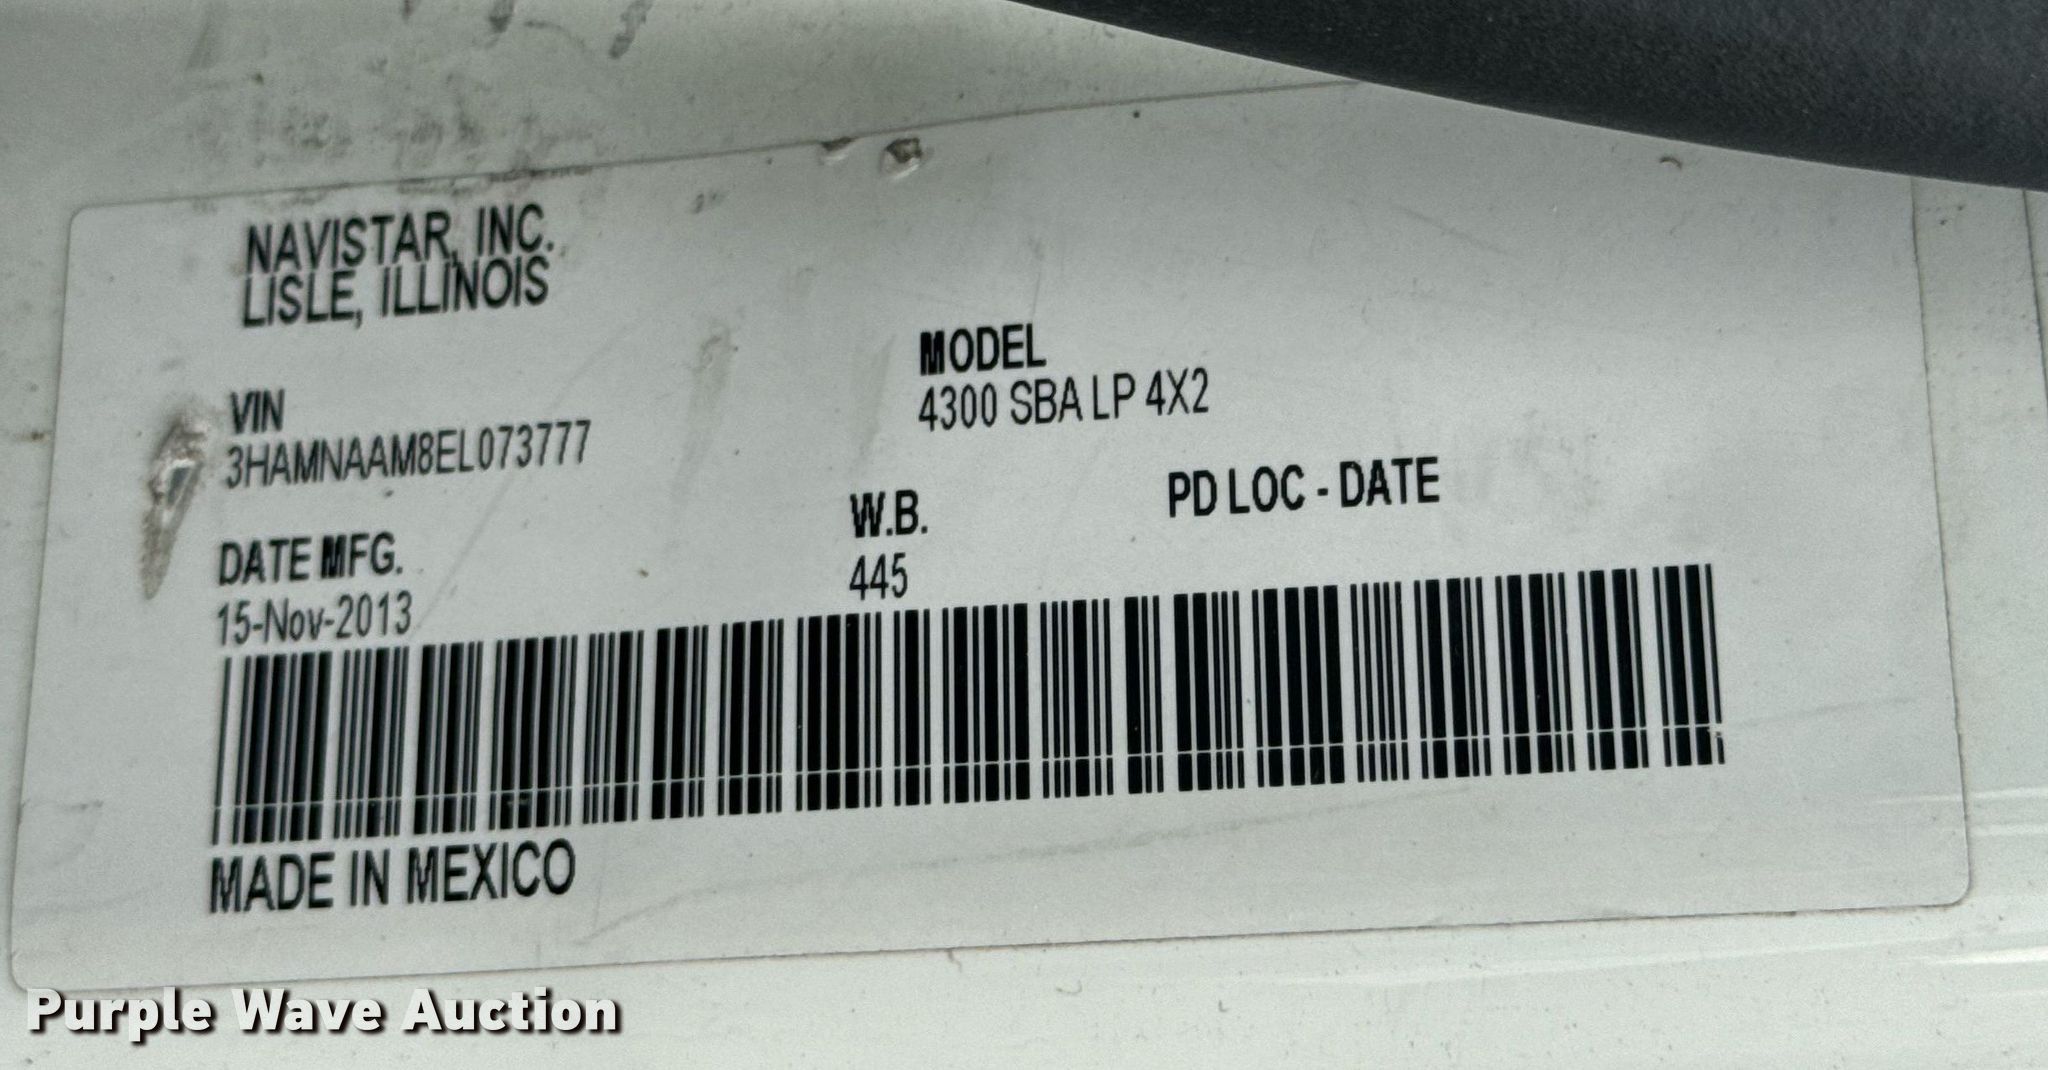 NAVISTAR, INC.
LISLE, ILLINOIS
MODEL
4300 SBA LP 4X2
VIN
3HAMNAAM8EL073777
W.B.
445
PD LOC - DATE
DATE MFG.
15-Nov-2013
MADE IN MEXICO
Purple Wave Auction